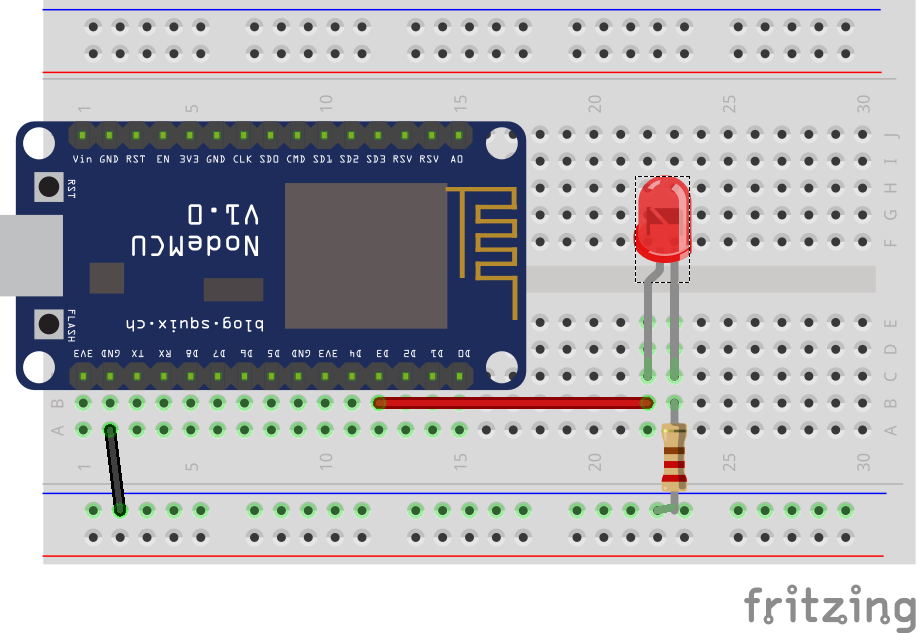 1 5 10 15 20 25 30
J
I
H
G
F
Vin GND RST EN 3V3 GND CLK SD0 CMD SD1 SD2 SD3 RSV RSV A0
RST
V1.0
NodeMCU
FLASH
blog.squix.ch
3V3 GND TX RX D8 D7 D6 D5 GND 3V3 D4 D3 D2 D1 D0
E
D
C
B B
A A
1 5 10 15 20 25 30
fritzing